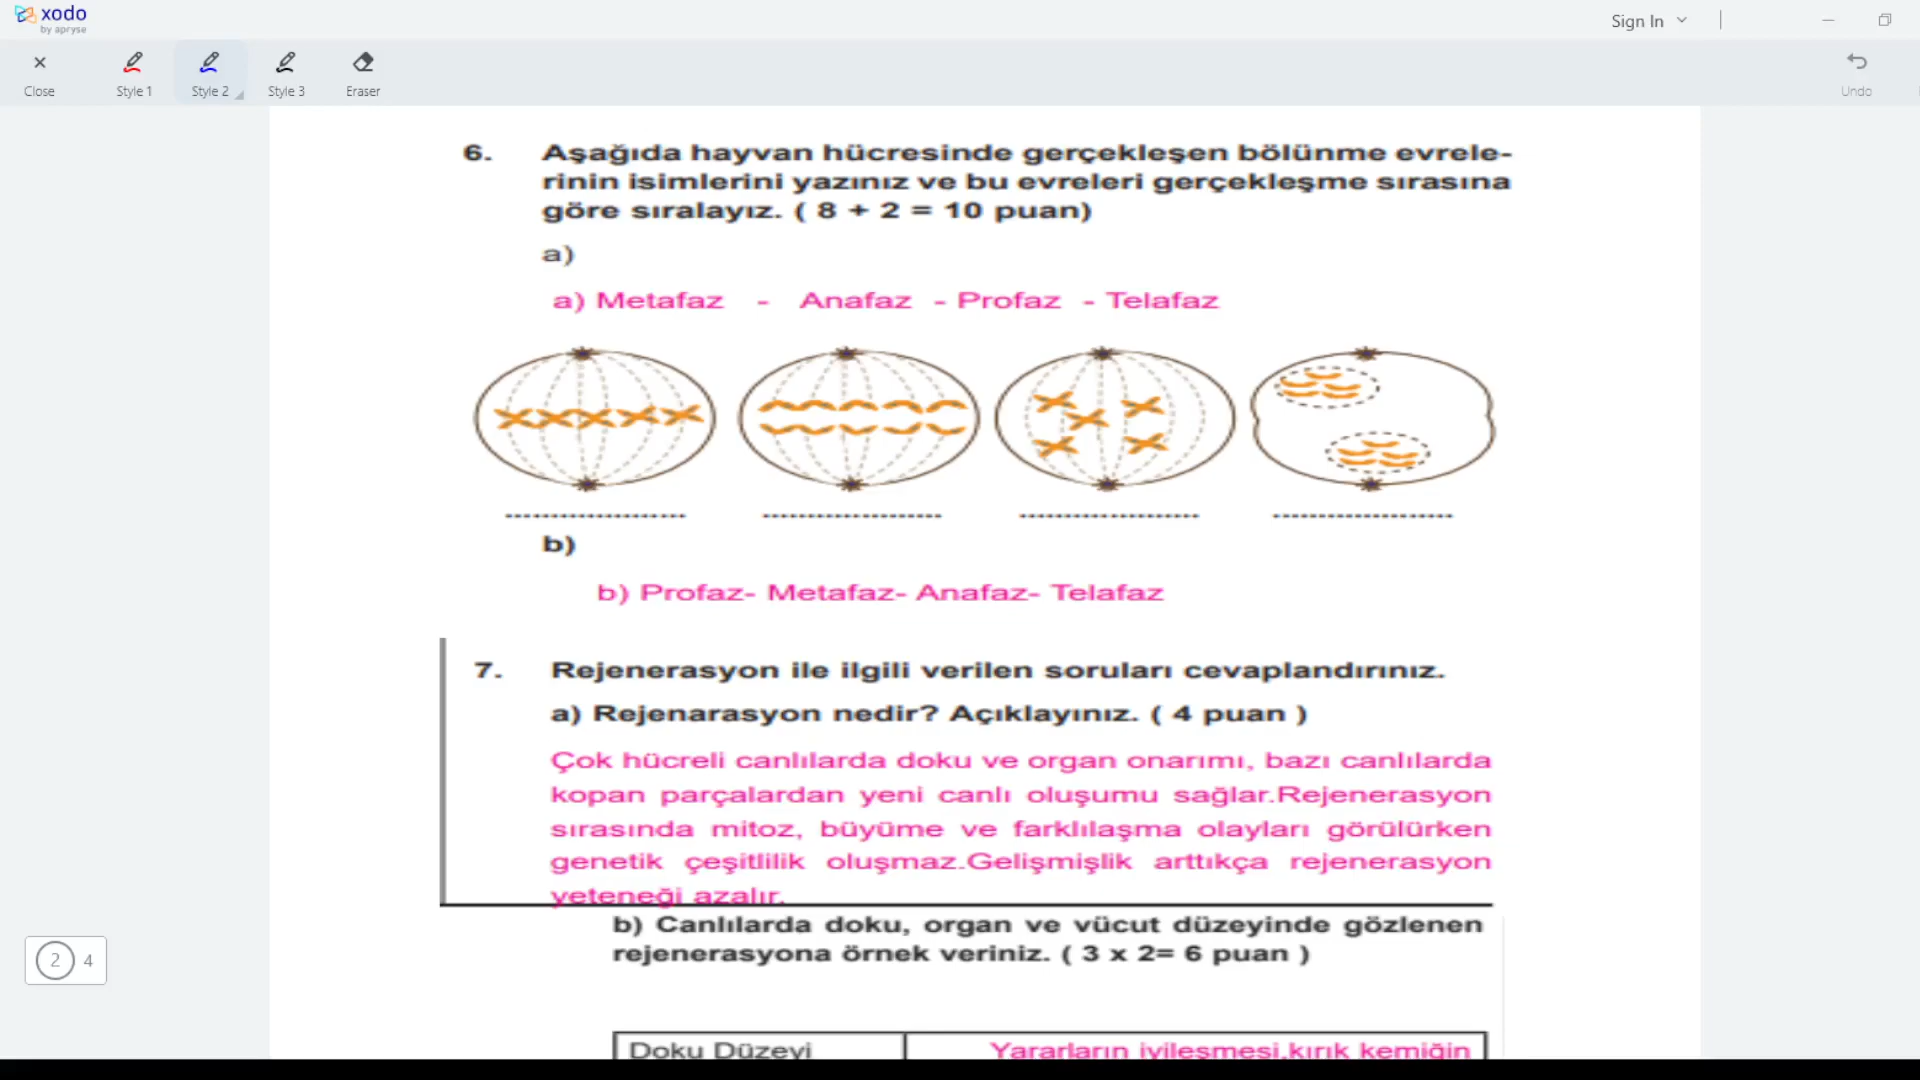 xodo
by apryse
Sign In
Close
Style 1
Style 2
Style 3
Eraser
Undo
6. Aşağıda hayvan hücresinde gerçekleşen bölünme evrele-
rinin isimlerini yazınız ve bu evreleri gerçekleşme sırasına
göre sıralayız. ( 8 + 2 = 10 puan)
a)
a) Metafaz - Anafaz - Profaz - Telafaz
.................... .................... .................... ....................
b)
b) Profaz- Metafaz- Anafaz- Telafaz
7. Rejenerasyon ile ilgili verilen soruları cevaplandırınız.
a) Rejenarasyon nedir? Açıklayınız. ( 4 puan )
Çok hücreli canlılarda doku ve organ onarımı, bazı canlılarda
kopan parçalardan yeni canlı oluşumu sağlar.Rejenerasyon
sırasında mitoz, büyüme ve farklılaşma olayları görülürken
genetik çeşitlilik oluşmaz.Gelişmişlik arttıkça rejenerasyon
yeteneği azalır.
b) Canlılarda doku, organ ve vücut düzeyinde gözlenen
rejenerasyona örnek veriniz. ( 3 x 2= 6 puan )
2 4
Doku Düzeyi Yararların iyileşmesi,kırık kemiğin